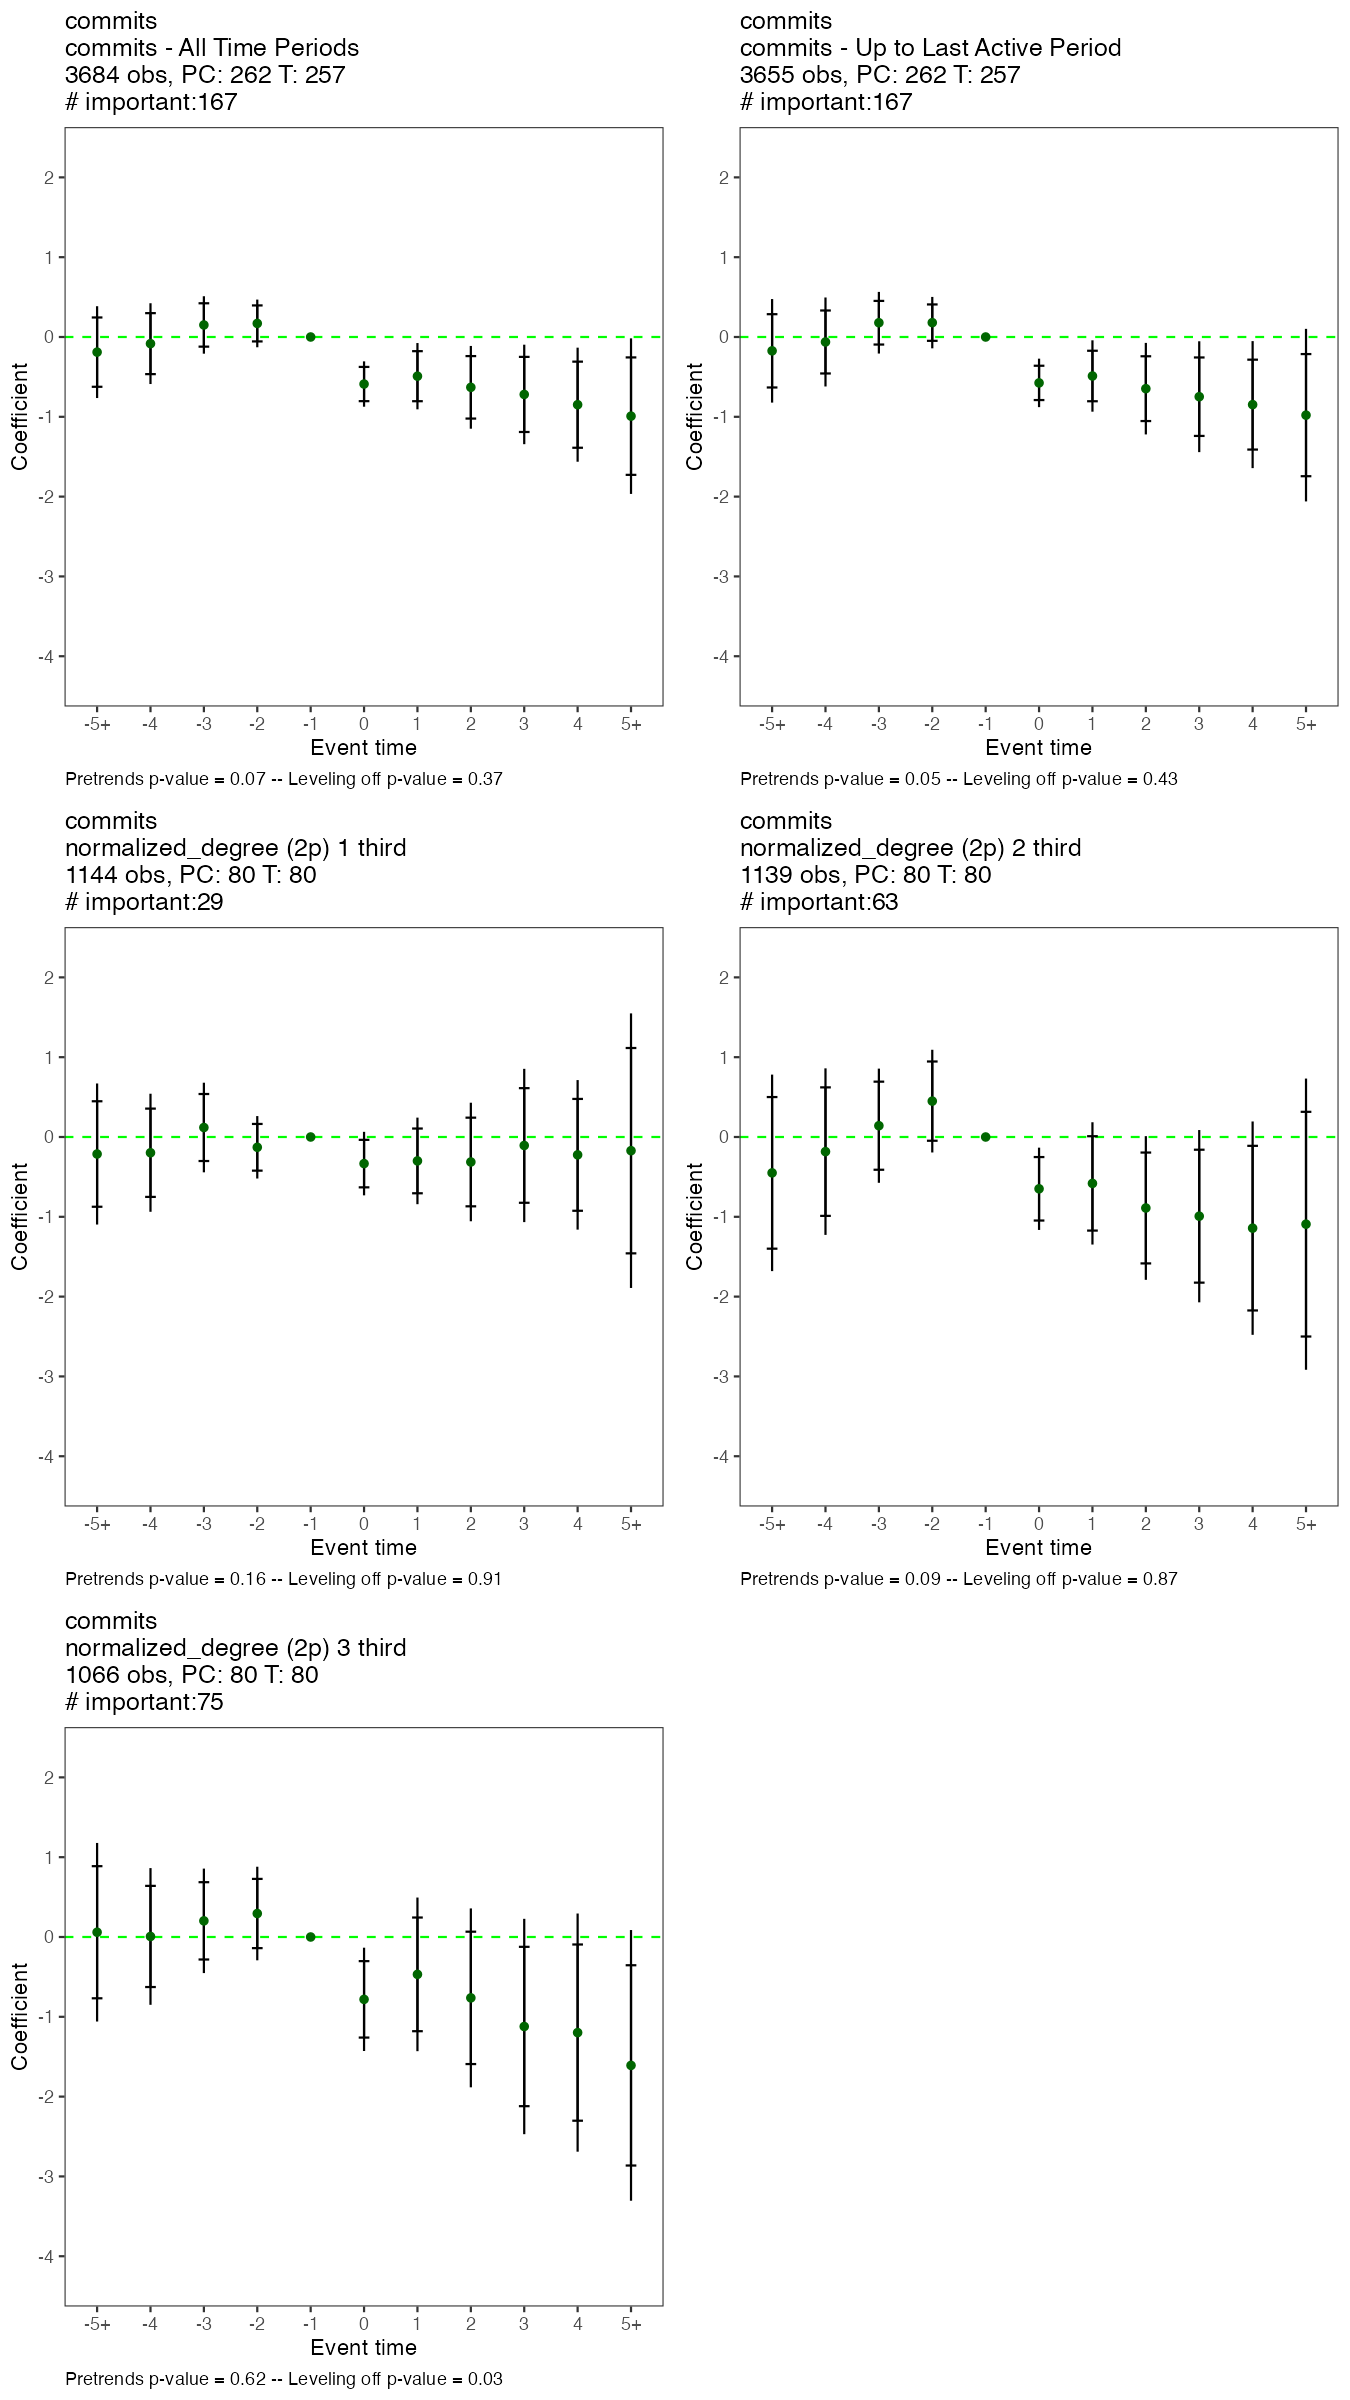 commits
commits - All Time Periods
3684 obs, PC: 262 T: 257
# important:167
2
1
0
-1
-2
-3
-4
Coefficient
-5+ -4 -3 -2 -1 0 1 2 3 4 5+
Event time
Pretrends p-value = 0.07 -- Leveling off p-value = 0.37
commits
commits - Up to Last Active Period
3655 obs, PC: 262 T: 257
# important:167
2
1
0
-1
-2
-3
-4
Coefficient
-5+ -4 -3 -2 -1 0 1 2 3 4 5+
Event time
Pretrends p-value = 0.05 -- Leveling off p-value = 0.43
commits
normalized_degree (2p) 1 third
1144 obs, PC: 80 T: 80
# important:29
2
1
0
-1
-2
-3
-4
Coefficient
-5+ -4 -3 -2 -1 0 1 2 3 4 5+
Event time
Pretrends p-value = 0.16 -- Leveling off p-value = 0.91
commits
normalized_degree (2p) 2 third
1139 obs, PC: 80 T: 80
# important:63
2
1
0
-1
-2
-3
-4
Coefficient
-5+ -4 -3 -2 -1 0 1 2 3 4 5+
Event time
Pretrends p-value = 0.09 -- Leveling off p-value = 0.87
commits
normalized_degree (2p) 3 third
1066 obs, PC: 80 T: 80
# important:75
2
1
0
-1
-2
-3
-4
Coefficient
-5+ -4 -3 -2 -1 0 1 2 3 4 5+
Event time
Pretrends p-value = 0.62 -- Leveling off p-value = 0.03